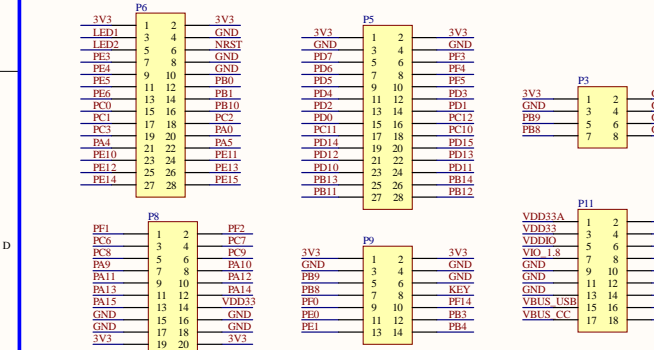 P6
3V3 1 2 3V3
LED1 3 4 GND
LED2 5 6 NRST
PE3 7 8 GND
PE4 9 10 GND
PE5 11 12 PB0
PE6 13 14 PB1
PC0 15 16 PB10
PC1 17 18 PC2
PC3 19 20 PA0
PA4 21 22 PA5
PE10 23 24 PE11
PE12 25 26 PE13
PE14 27 28 PE15
P5
3V3 1 2 3V3
GND 3 4 GND
PD7 5 6 PF3
PD6 7 8 PF4
PD5 9 10 PF5
PD4 11 12 PD3
PD2 13 14 PD1
PD0 15 16 PC12
PC11 17 18 PC10
PD14 19 20 PD15
PD12 21 22 PD13
PD10 23 24 PD11
PB13 25 26 PB14
PB11 27 28 PB12
P3
3V3 1 2
GND 3 4
PB9 5 6
PB8 7 8
D
P8
PF1 1 2 PF2
PC6 3 4 PC7
PC8 5 6 PC9
PA9 7 8 PA10
PA11 9 10 PA12
PA13 11 12 PA14
PA15 13 14 VDD33
GND 15 16 GND
GND 17 18 GND
3V3 19 20 3V3
P9
3V3 1 2 3V3
GND 3 4 GND
PB9 5 6 GND
PB8 7 8 KEY
PF0 9 10 PF14
PE0 11 12 PB3
PE1 13 14 PB4
P11
VDD33A 1 2
VDD33 3 4
VDDIO 5 6
VIO_1.8 7 8
GND 9 10
GND 11 12
GND 13 14
VBUS_USB 15 16
VBUS_CC 17 18